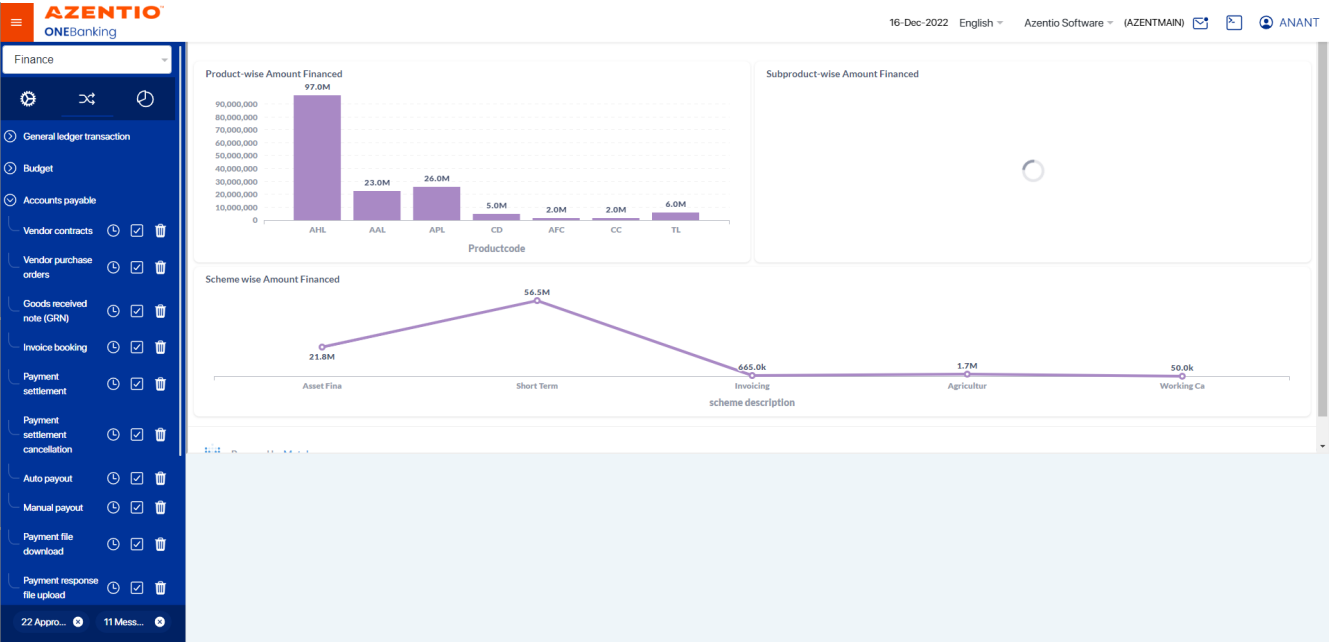 AZENTIO
ONEBanking
16-Dec-2022 English Azentio Software (AZENTMAIN) ANANT
Finance
General ledger transaction
Budget
Accounts payable
Vendor contracts
Vendor purchase
orders
Goods received
note (GRN)
Invoice booking
Payment
settlement
Payment
settlement
cancellation
Auto payout
Manual payout
Payment file
download
Payment response
file upload
22 Appro...
11 Mess...
Product-wise Amount Financed
97.0M
90,000,000
80,000,000
70,000,000
60,000,000
50,000,000
40,000,000
30,000,000
20,000,000
10,000,000
0
23.0M
26.0M
5.0M
2.0M
2.0M
6.0M
AHL AAL APL CD AFC CC TL
Productcode
Subproduct-wise Amount Financed
Scheme wise Amount Financed
56.5M
21.8M
665.0k
1.7M
50.0k
Asset Fina Short Term Invoicing Agricultur Working Ca
scheme description